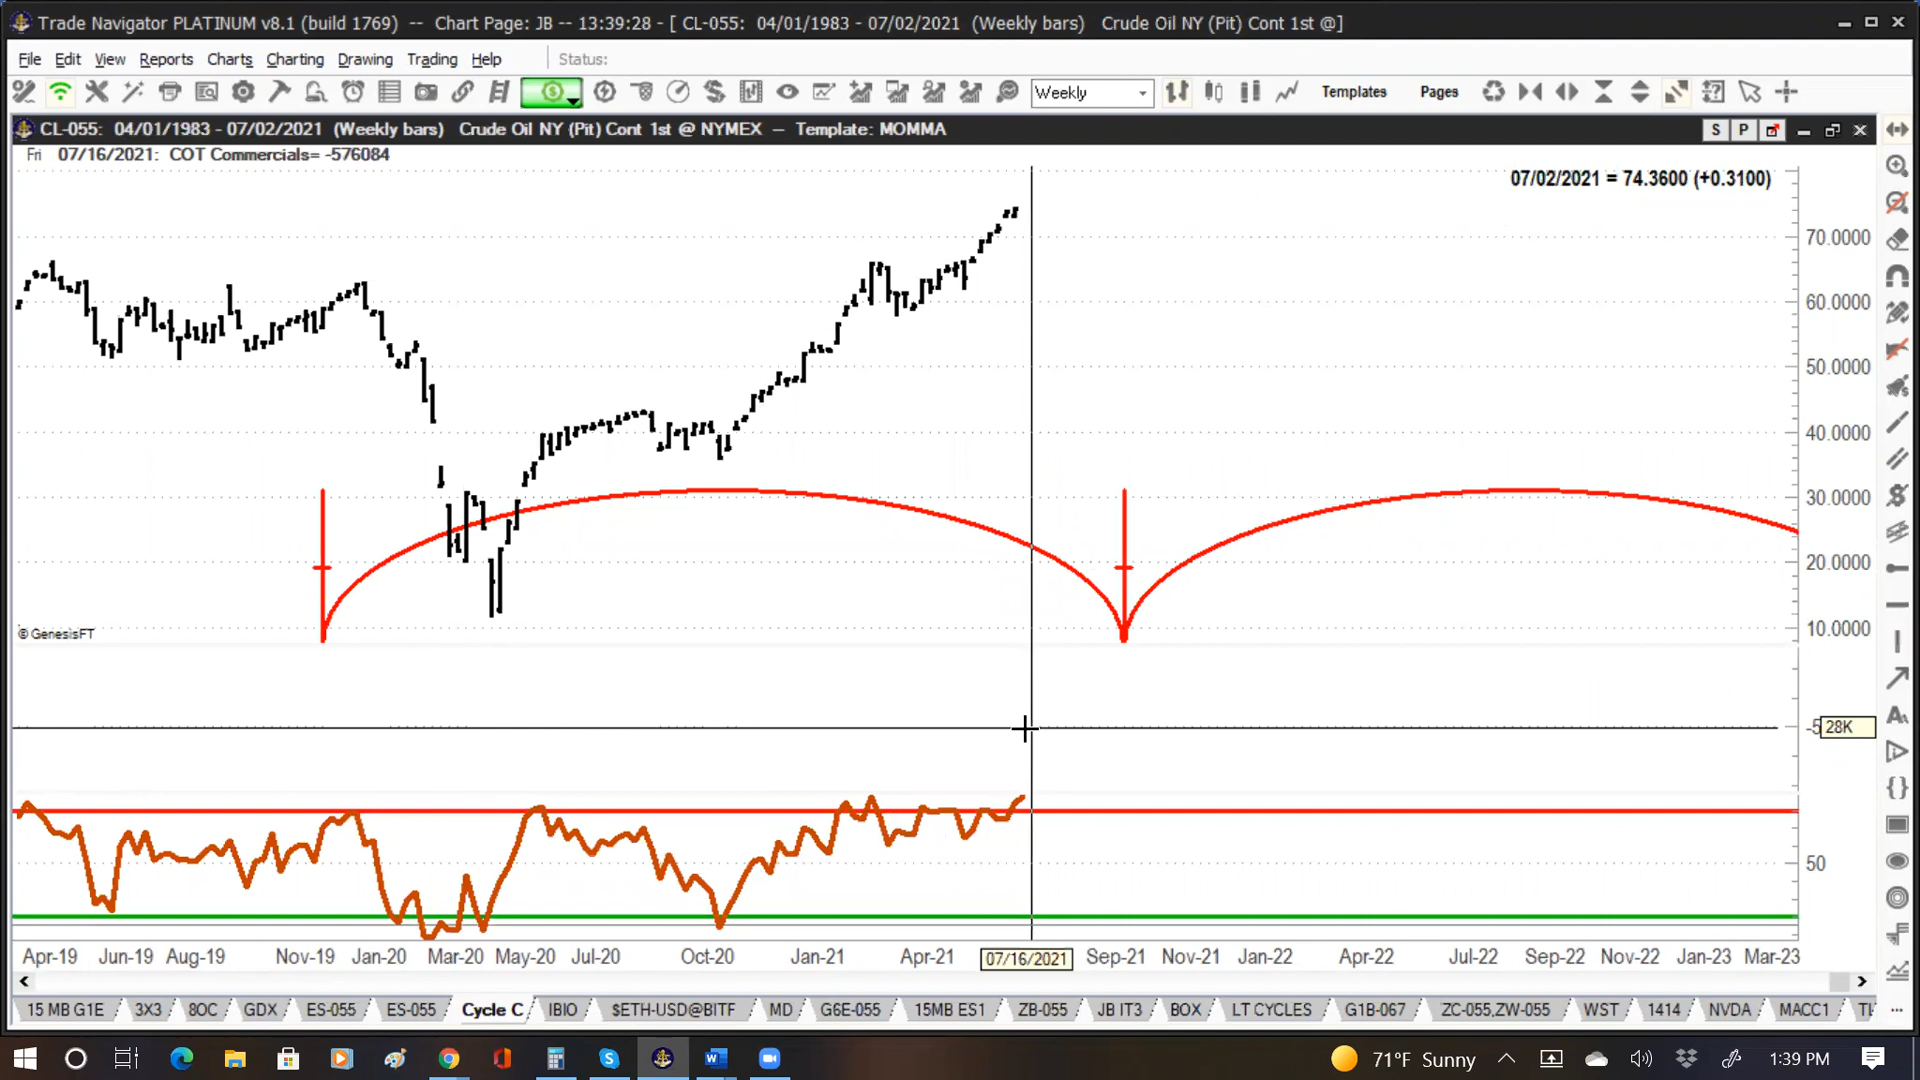 Trade Navigator PLATINUM v8.1 (build 1769) -- Chart Page: JB -- 13:39:28 - [ CL-055: 04/01/1983 - 07/02/2021 (Weekly bars) Crude Oil NY (Pit) Cont 1st @]
File Edit View Reports Charts Charting Drawing Trading Help Status:
Weekly Templates Pages
CL-055: 04/01/1983 - 07/02/2021 (Weekly bars) Crude Oil NY (Pit) Cont 1st @ NYMEX – Template: MOMMA S P
Fri 07/16/2021: COT Commercials= -576084
07/02/2021 = 74.3600 (+0.3100)
70.0000
60.0000
50.0000
40.0000
30.0000
20.0000
10.0000
© GenesisFT
-5 28K
50
Apr-19 Jun-19 Aug-19 Nov-19 Jan-20 Mar-20 May-20 Jul-20 Oct-20 Jan-21 Apr-21 07/16/2021 Sep-21 Nov-21 Jan-22 Apr-22 Jul-22 Sep-22 Nov-22 Jan-23 Mar-23
15 MB G1E 3X3 8OC GDX ES-055 ES-055 Cycle C IBIO $ETH-USD@BITF MD G6E-055 15MB ES1 ZB-055 JB IT3 BOX LT CYCLES G1B-067 ZC-055,ZW-055 WST 1414 NVDA MACC1
71°F Sunny 1:39 PM